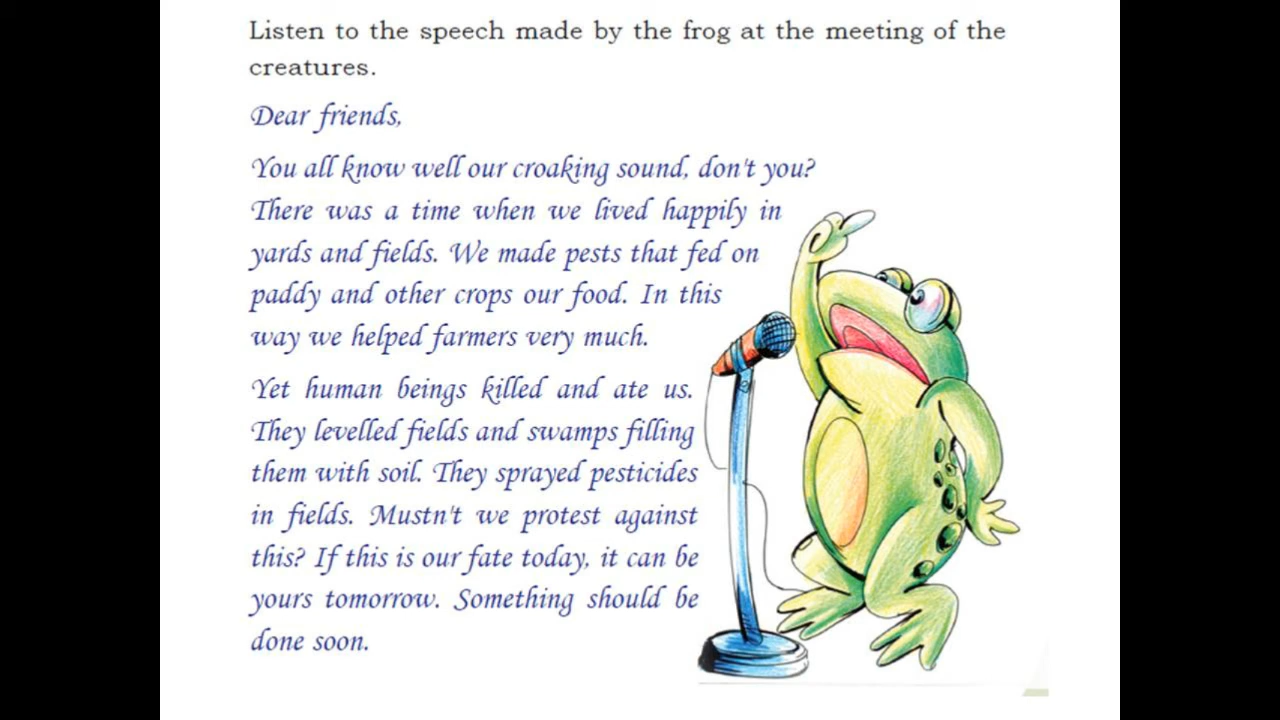 Listen to the speech made by the frog at the meeting of the
creatures.
Dear friends,
You all know well our croaking sound, don't you?
There was a time when we lived happily in
yards and fields. We made pests that fed on
paddy and other crops our food. In this
way we helped farmers very much.
Yet human beings killed and ate us.
They levelled fields and swamps filling
them with soil. They sprayed pesticides
in fields. Mustn't we protest against
this? If this is our fate today, it can be
yours tomorrow. Something should be
done soon.